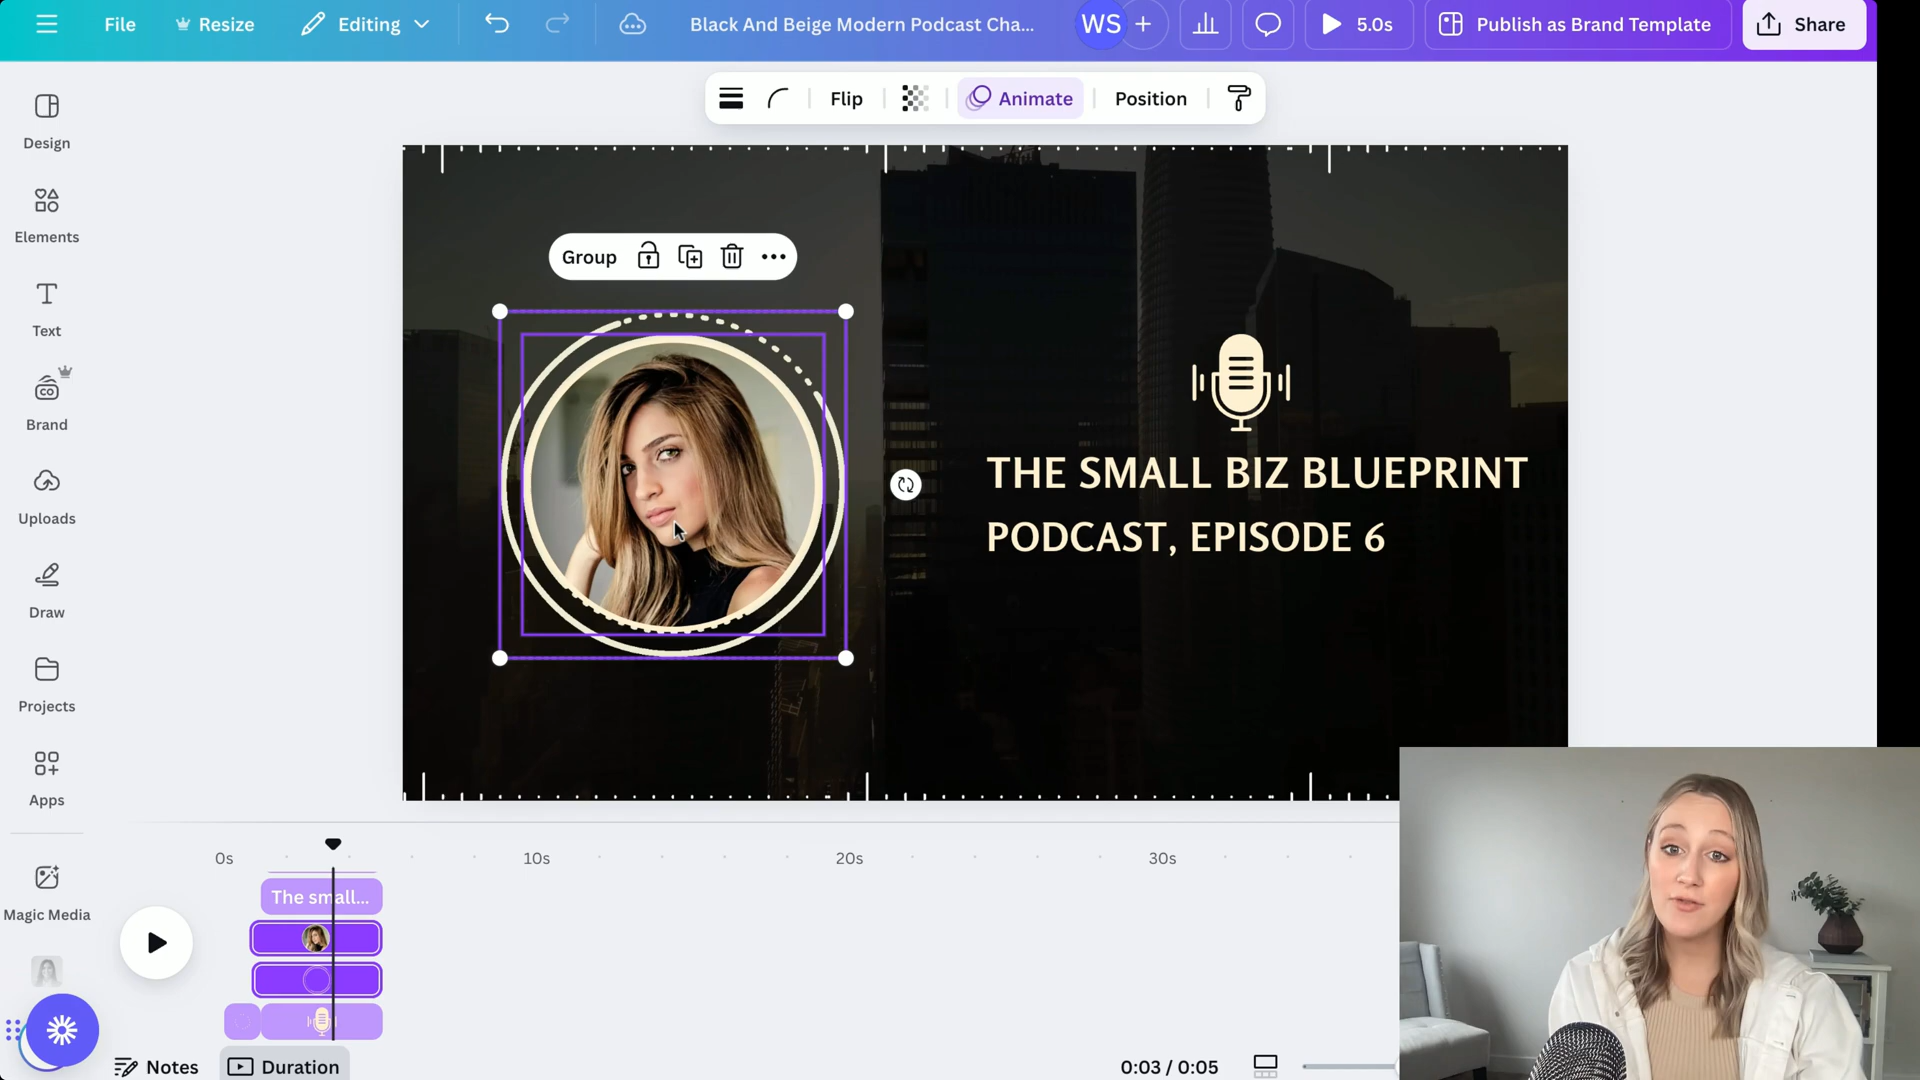 File
Resize
Editing
Black And Beige Modern Podcast Cha...
WS
+
5.0s
Publish as Brand Template
Share
Flip
Animate
Position
Design
Elements
Text
CO
Brand
Uploads
Draw
Projects
Apps
Magic Media
Group
THE SMALL BIZ BLUEPRINT
PODCAST, EPISODE 6
0s
10s
20s
30s
The small...
Notes
Duration
0:03 / 0:05